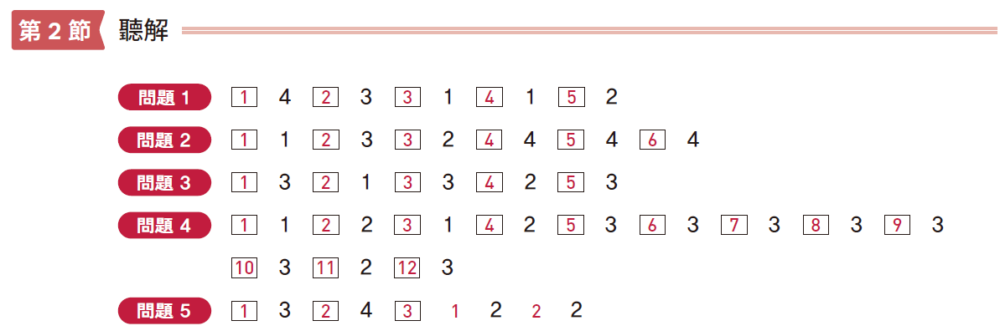 第 2 節 聽解
問題 1 1 4 2 3 3 1 4 1 5 2
問題 2 1 1 2 3 3 2 4 4 5 4 6 4
問題 3 1 3 2 1 3 3 4 2 5 3
問題 4 1 1 2 2 3 1 4 2 5 3 6 3 7 3 8 3 9 3
10 3 11 2 12 3
問題 5 1 3 2 4 3 1 2 2 2